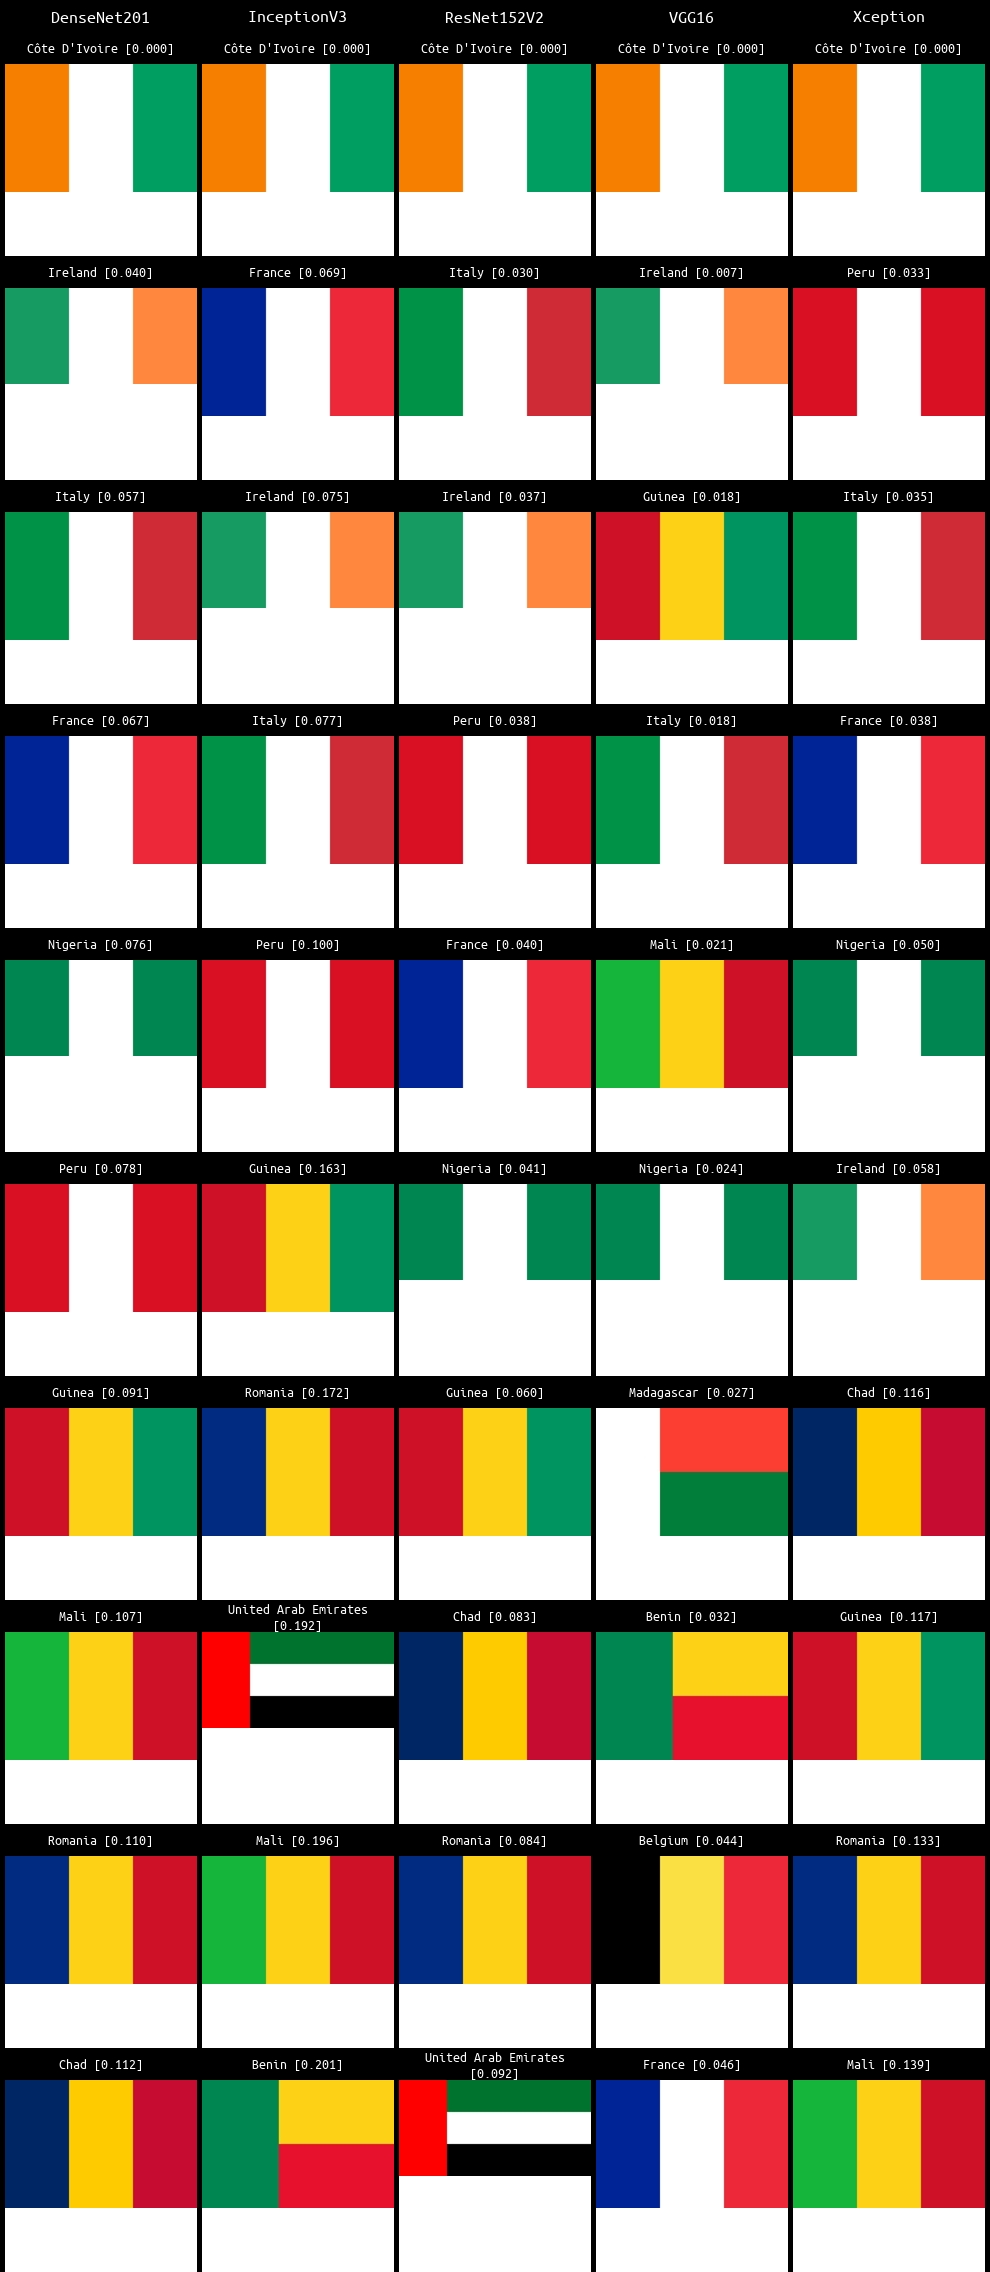 DenseNet201 InceptionV3 ResNet152V2 VGG16 Xception
Côte D'Ivoire [0.000] Côte D'Ivoire [0.000] Côte D'Ivoire [0.000] Côte D'Ivoire [0.000] Côte D'Ivoire [0.000]
Ireland [0.040] France [0.069] Italy [0.030] Ireland [0.007] Peru [0.033]
Italy [0.057] Ireland [0.075] Ireland [0.037] Guinea [0.018] Italy [0.035]
France [0.067] Italy [0.077] Peru [0.038] Italy [0.018] France [0.038]
Nigeria [0.076] Peru [0.100] France [0.040] Mali [0.021] Nigeria [0.050]
Peru [0.078] Guinea [0.163] Nigeria [0.041] Nigeria [0.024] Ireland [0.058]
Guinea [0.091] Romania [0.172] Guinea [0.060] Madagascar [0.027] Chad [0.116]
Mali [0.107] United Arab Emirates
[0.192] Chad [0.083] Benin [0.032] Guinea [0.117]
Romania [0.110] Mali [0.196] Romania [0.084] Belgium [0.044] Romania [0.133]
Chad [0.112] Benin [0.201] United Arab Emirates
[0.092] France [0.046] Mali [0.139]